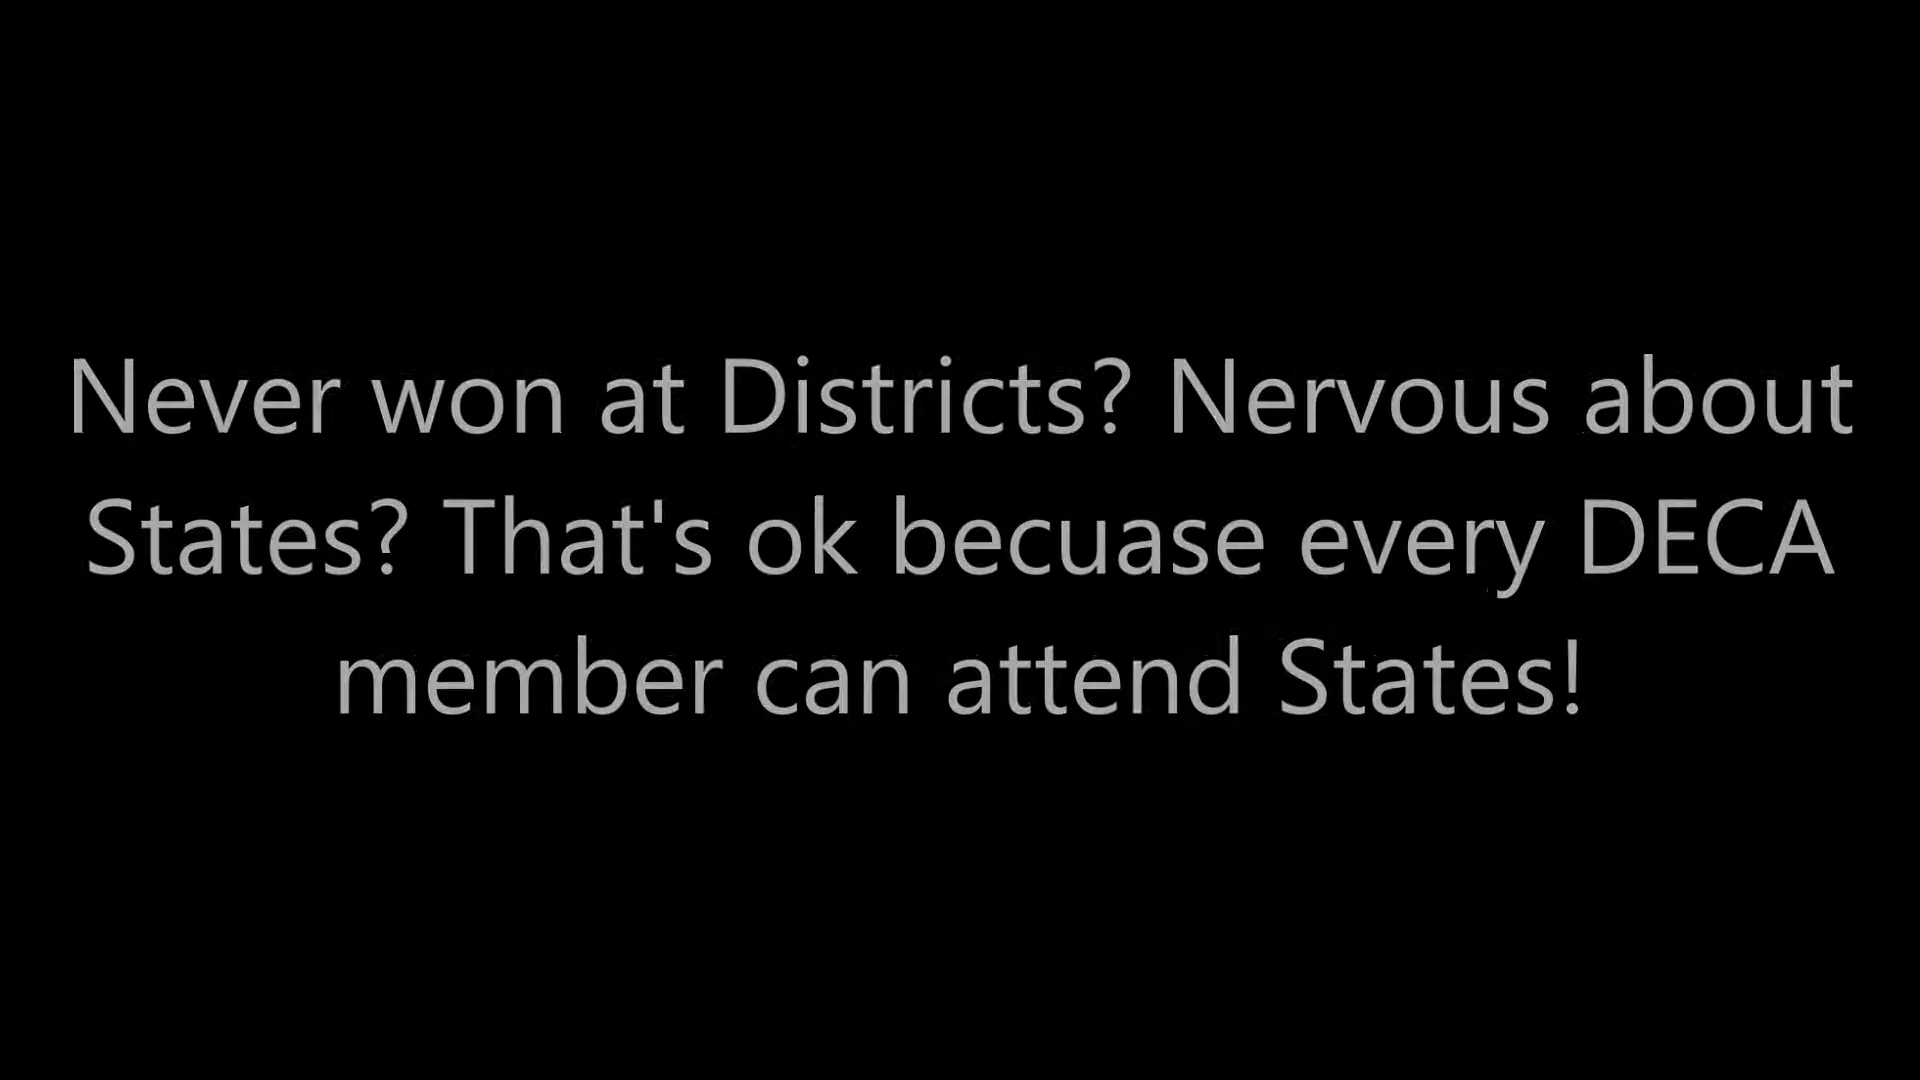 Never won at Districts? Nervous about
States? That's ok becuase every DECA
member can attend States!